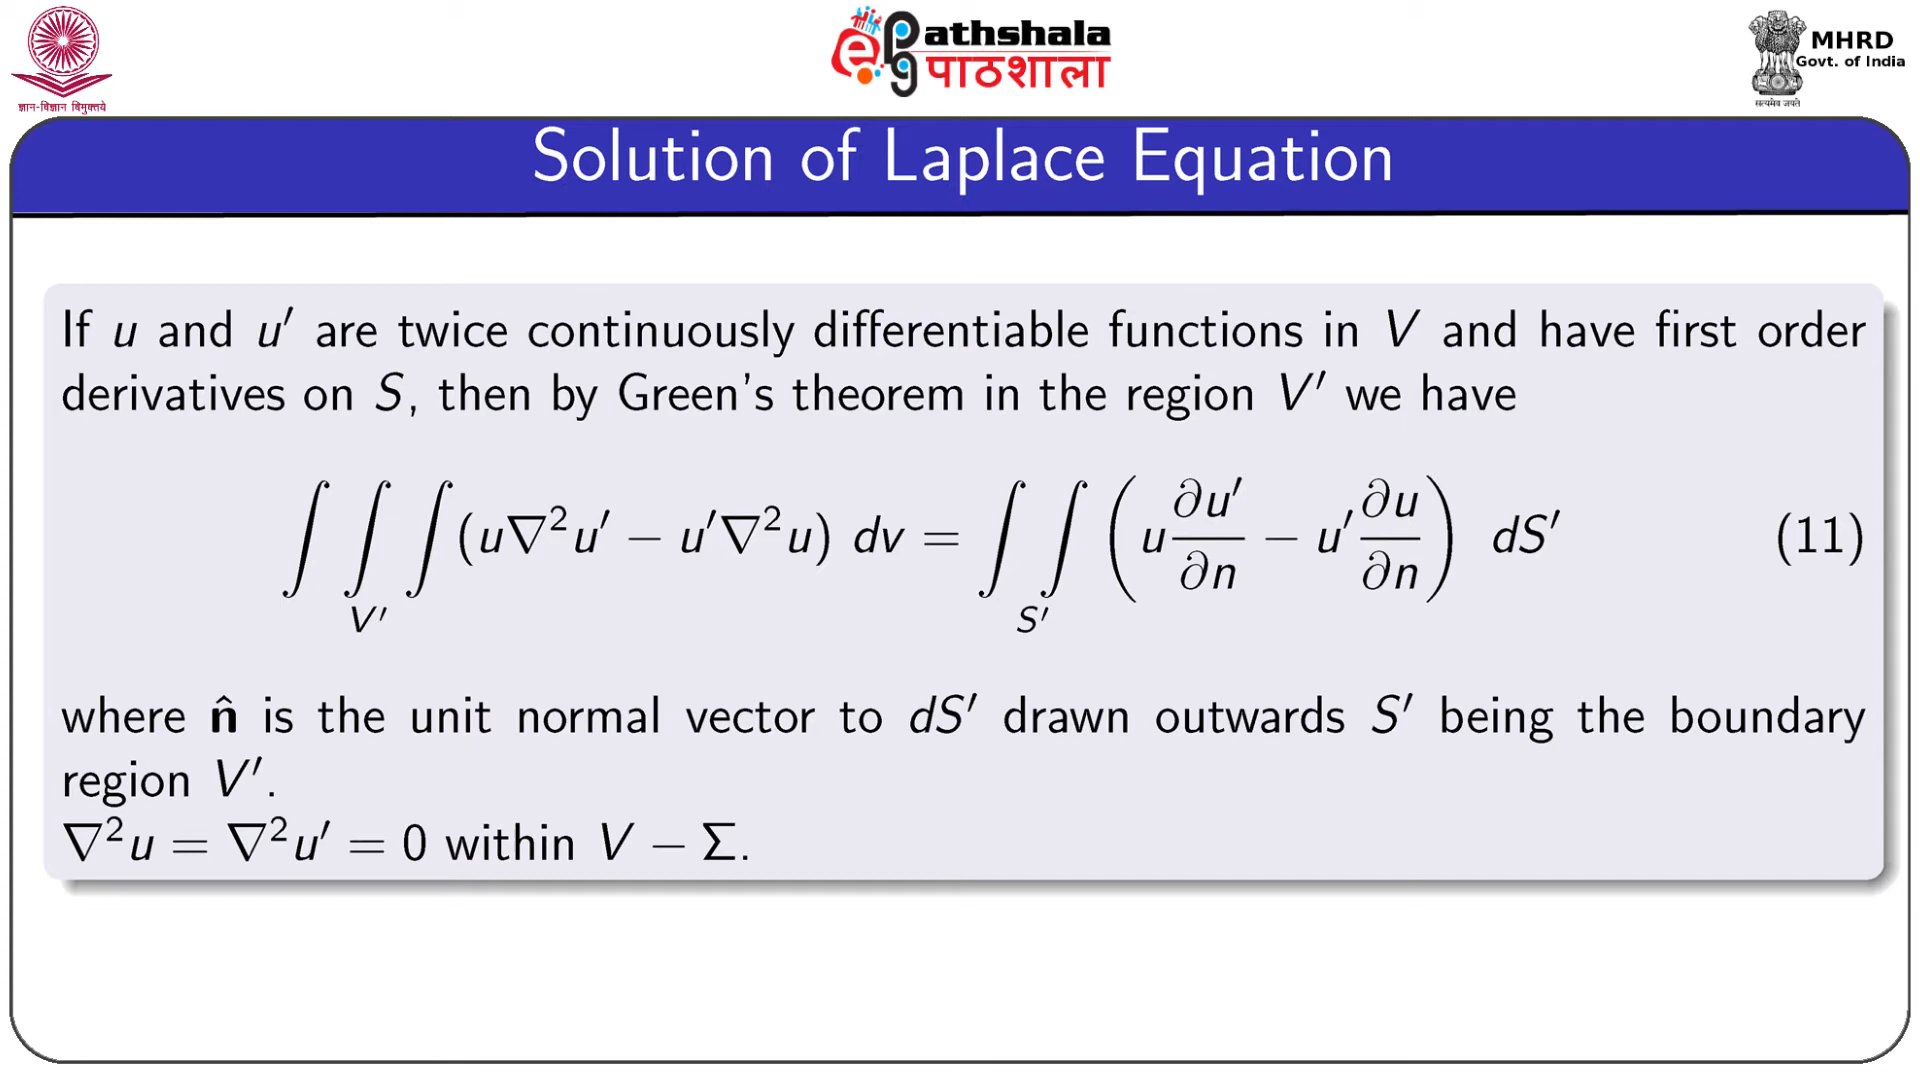 ज्ञान-विज्ञान विमुक्तये
ePG Pathshala
पाठशाला
MHRD
Govt. of India
सत्यमेव जयते
Solution of Laplace Equation
If u and u′ are twice continuously differentiable functions in V and have first order
derivatives on S, then by Green's theorem in the region V′ we have
∫∫∫_{V′} (u∇²u′ − u′∇²u) dv = ∫∫_{S′} (u ∂u′/∂n − u′ ∂u/∂n) dS′ (11)
where n̂ is the unit normal vector to dS′ drawn outwards S′ being the boundary
region V′.
∇²u = ∇²u′ = 0 within V − Σ.